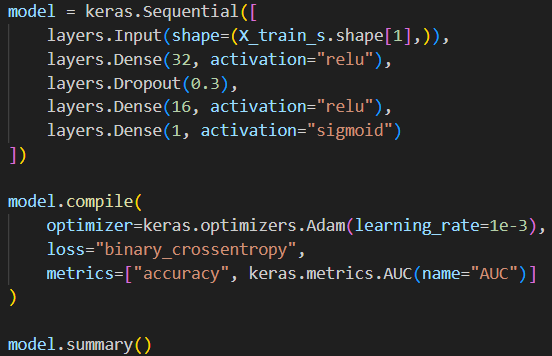 model = keras.Sequential([
    layers.Input(shape=(X_train_s.shape[1],)),
    layers.Dense(32, activation="relu"),
    layers.Dropout(0.3),
    layers.Dense(16, activation="relu"),
    layers.Dense(1, activation="sigmoid")
])

model.compile(
    optimizer=keras.optimizers.Adam(learning_rate=1e-3),
    loss="binary_crossentropy",
    metrics=["accuracy", keras.metrics.AUC(name="AUC")]
)

model.summary()